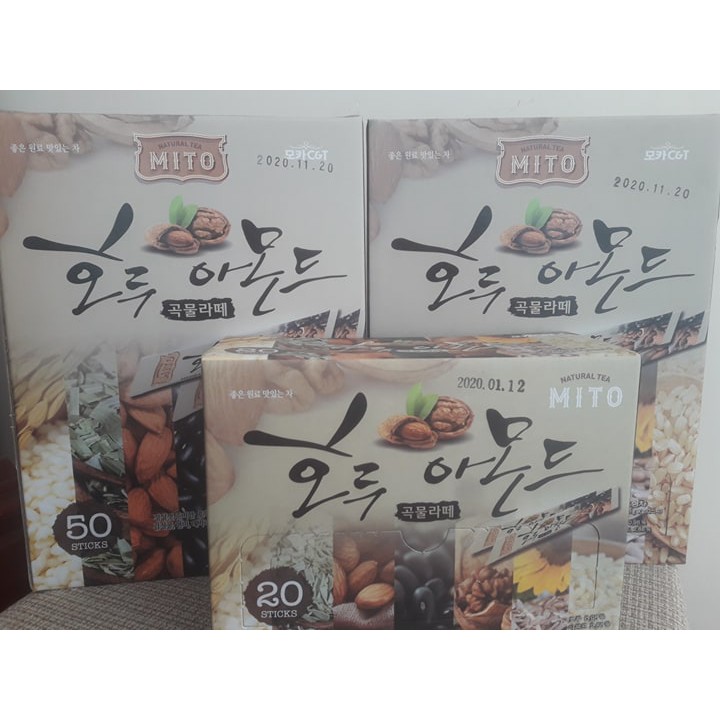 좋은 원료 맛있는 차
NATURAL TEA
MITO
2020.11.20
모카C&T
호루 아몬드
곡물라떼
50
STICKS
좋은 원료 맛있는 차
NATURAL TEA
MITO
모카C&T
2020.11.20
호루 아몬드
곡물라떼
좋은 원료 맛있는 차
2020.01.12
NATURAL TEA
MITO
호루 아몬드
곡물라떼
20
STICKS